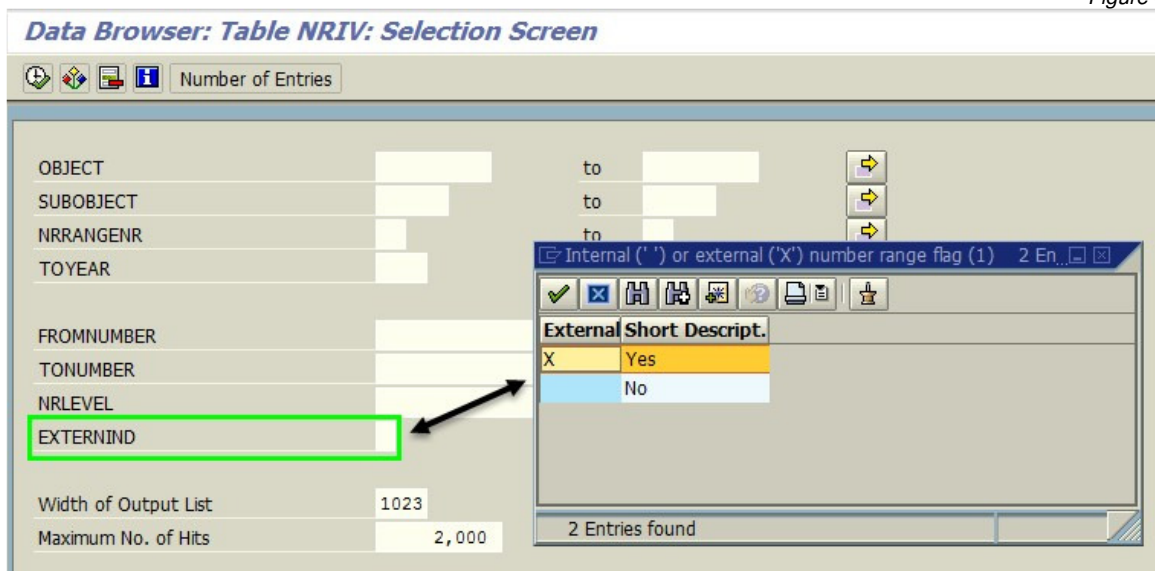 Figure
Data Browser: Table NRIV: Selection Screen
Number of Entries
OBJECT to
SUBOBJECT to
NRRANGENR to
TOYEAR
Internal (' ') or external ('X') number range flag (1) 2 En...
External Short Descript.
FROMNUMBER
X Yes
TONUMBER
No
NRLEVEL
EXTERNIND
Width of Output List 1023
Maximum No. of Hits 2,000
2 Entries found